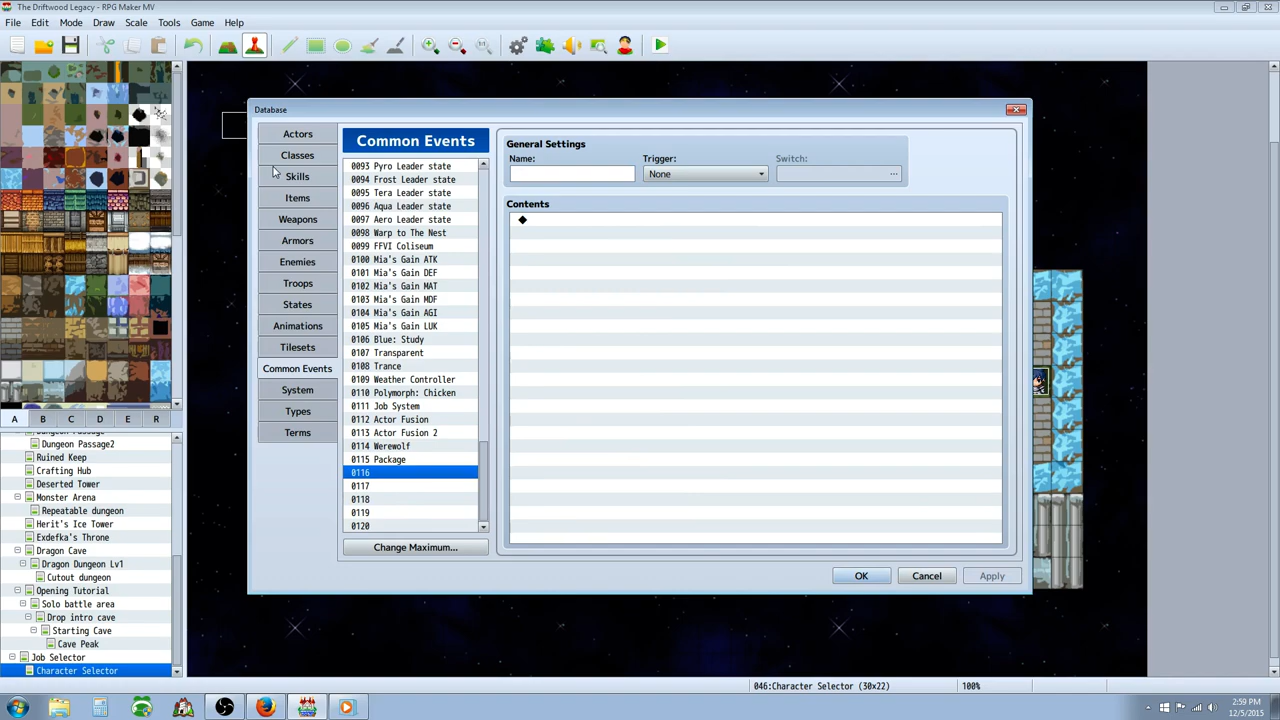 The Driftwood Legacy - RPG Maker MV
File Edit Mode Draw Scale Tools Game Help
Database
Actors
Classes
Skills
Items
Weapons
Armors
Enemies
Troops
States
Animations
Tilesets
Common Events
System
Types
Terms
Common Events
0093 Pyro Leader state
0094 Frost Leader state
0095 Tera Leader state
0096 Aqua Leader state
0097 Aero Leader state
0098 Warp to The Nest
0099 FFVI Coliseum
0100 Mia's Gain ATK
0101 Mia's Gain DEF
0102 Mia's Gain MAT
0103 Mia's Gain MDF
0104 Mia's Gain AGI
0105 Mia's Gain LUK
0106 Blue: Study
0107 Transparent
0108 Trance
0109 Weather Controller
0110 Polymorph: Chicken
0111 Job System
0112 Actor Fusion
0113 Actor Fusion 2
0114 Werewolf
0115 Package
0116
0117
0118
0119
0120
Change Maximum...
General Settings
Name: Trigger: Switch:
None ...
Contents
◆
OK Cancel Apply
A B C D E R
Dungeon Passage2
Ruined Keep
Crafting Hub
Deserted Tower
Monster Arena
Repeatable dungeon
Herit's Ice Tower
Exdefka's Throne
Dragon Cave
Dragon Dungeon Lv1
Cutout dungeon
Opening Tutorial
Solo battle area
Drop intro cave
Starting Cave
Cave Peak
Job Selector
Character Selector
046:Character Selector (30x22) 100%
2:59 PM
12/5/2015